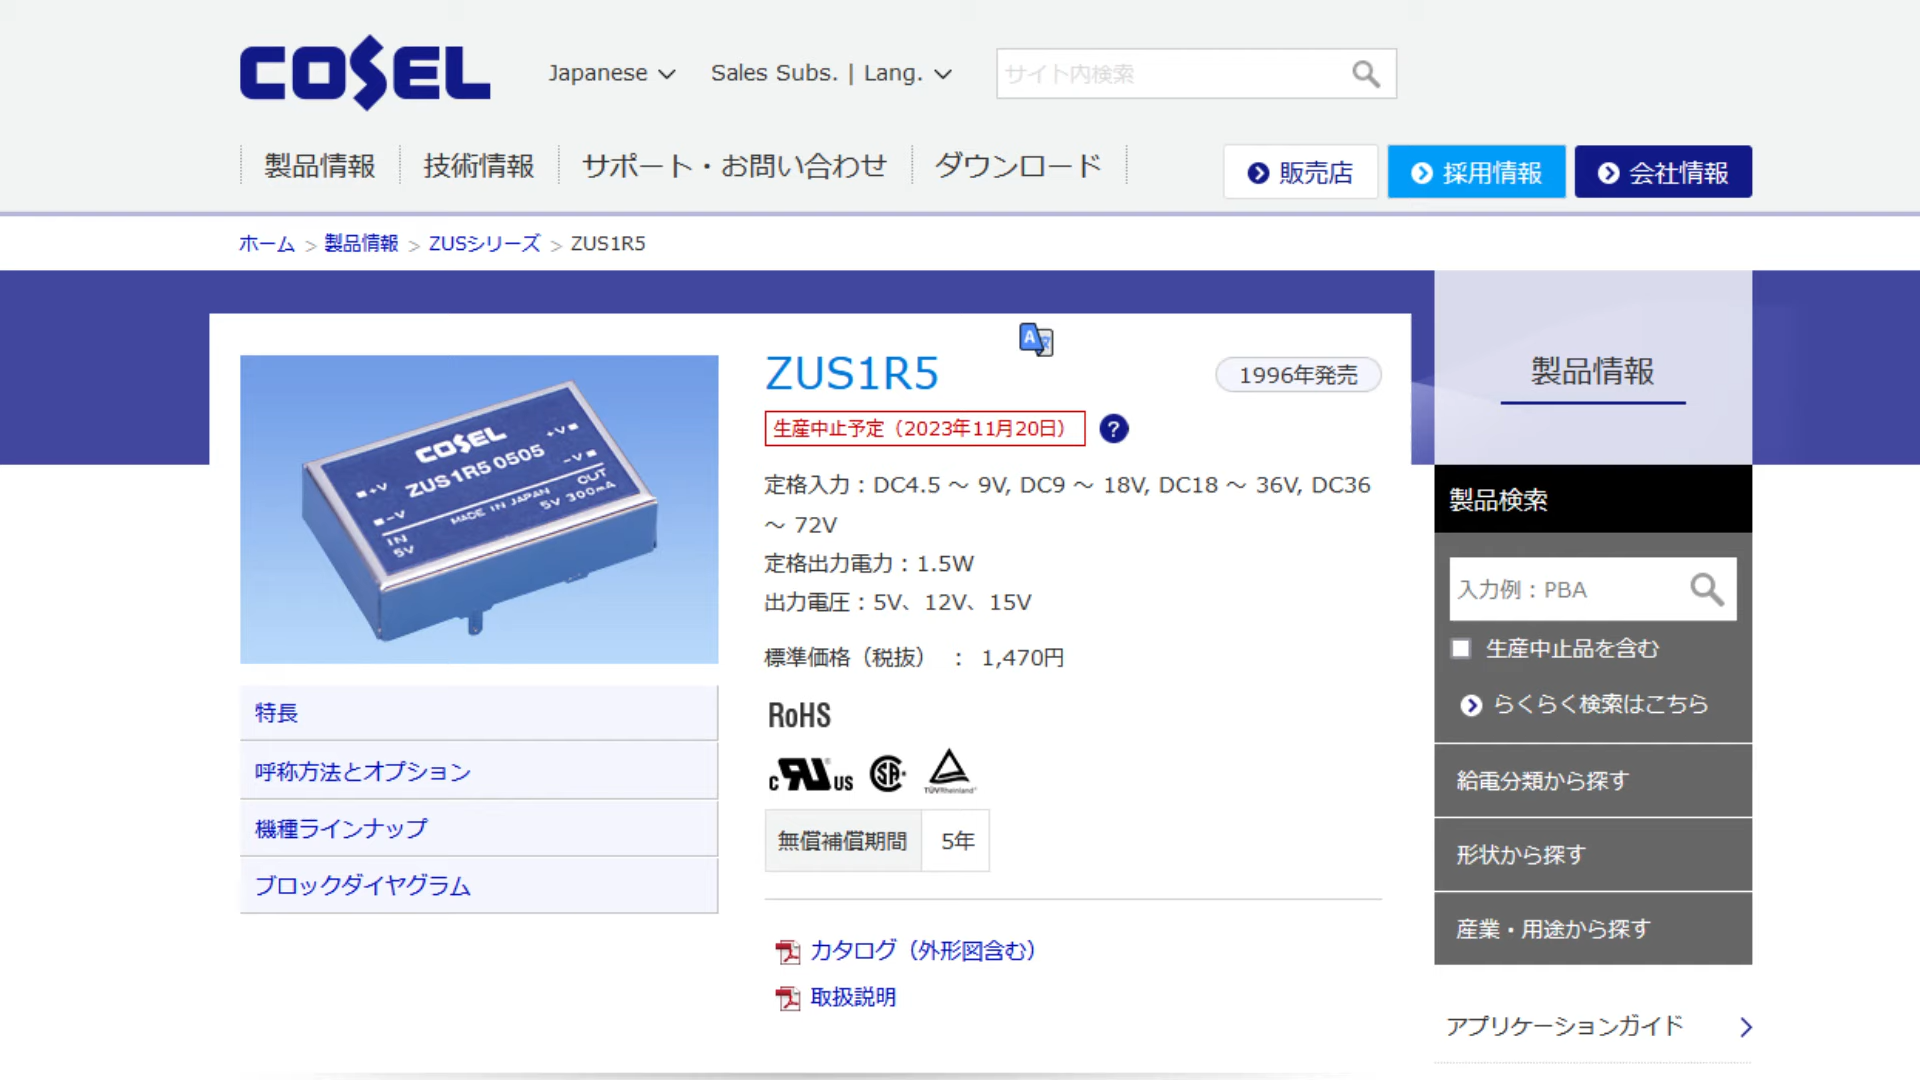 COSEL
Japanese
Sales Subs. | Lang.
サイト内検索
製品情報
技術情報
サポート・お問い合わせ
ダウンロード
販売店
採用情報
会社情報
ホーム > 製品情報 > ZUSシリーズ > ZUS1R5
COSEL
+V
ZUS1R5 0505
-V
+V
-V
MADE IN JAPAN
OUT
5V 300mA
IN
5V
特長
呼称方法とオプション
機種ラインナップ
ブロックダイヤグラム
A
ZUS1R5
1996年発売
生産中止予定（2023年11月20日）
?
定格入力：DC4.5 ～ 9V, DC9 ～ 18V, DC18 ～ 36V, DC36
～ 72V
定格出力電力：1.5W
出力電圧：5V、12V、15V
標準価格（税抜） ： 1,470円
RoHS
c RU US
SA
TÜVRheinland
無償補償期間 5年
カタログ（外形図含む）
取扱説明
製品情報
製品検索
入力例：PBA
生産中止品を含む
らくらく検索はこちら
給電分類から探す
形状から探す
産業・用途から探す
アプリケーションガイド